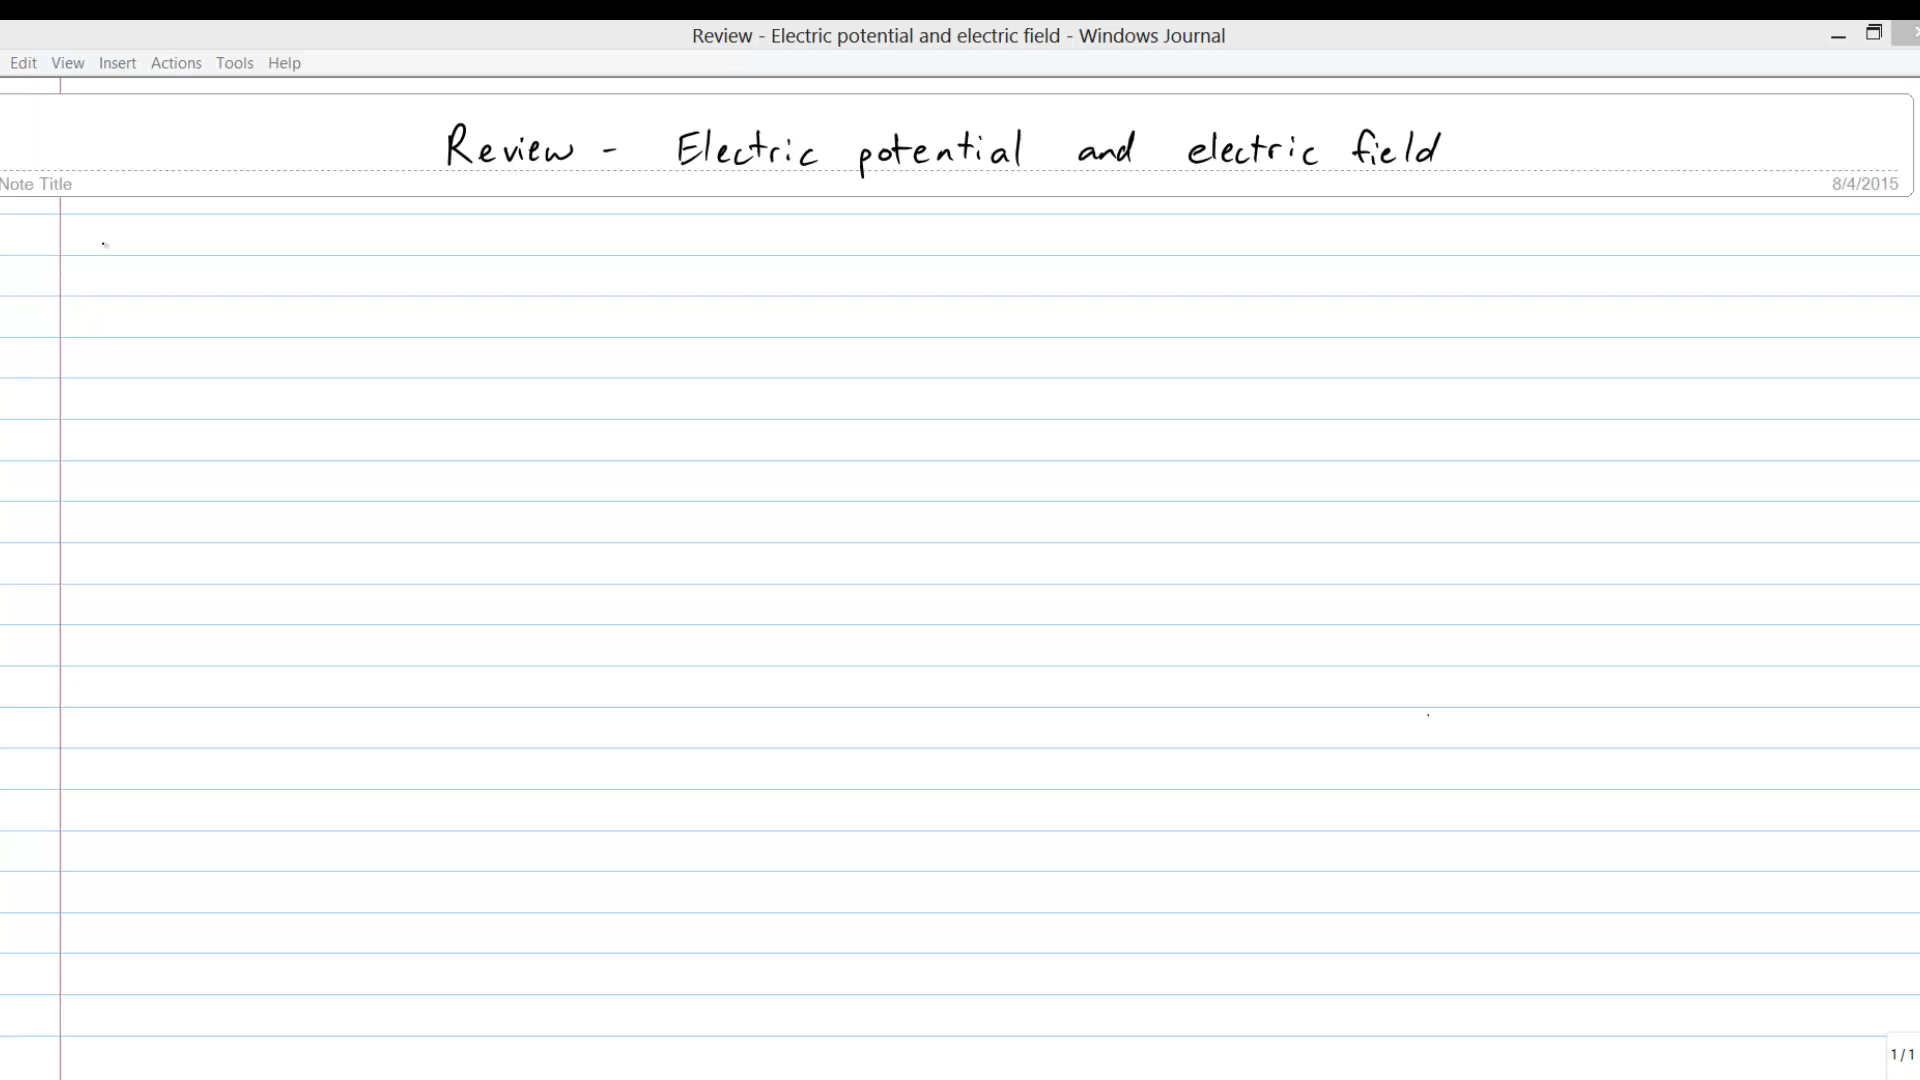 Review - Electric potential and electric field - Windows Journal
Edit View Insert Actions Tools Help
Review - Electric potential and electric field
Note Title
8/4/2015
1 / 1